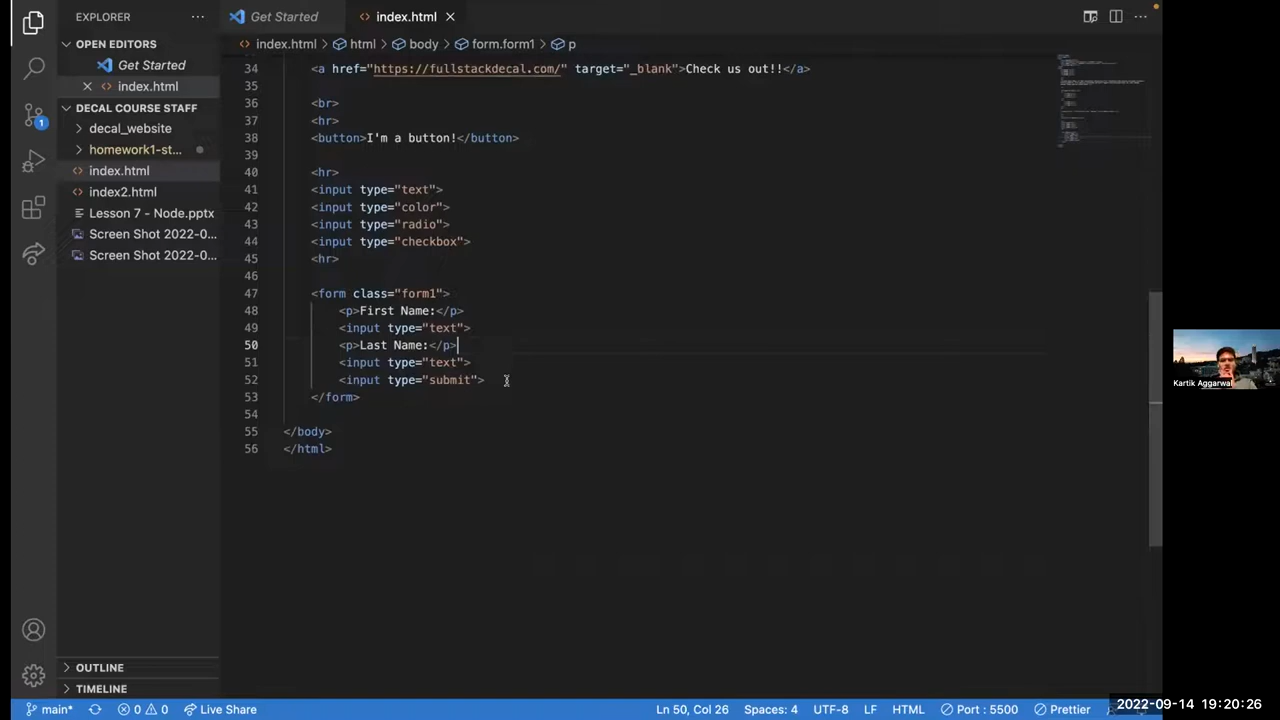 EXPLORER
Get Started
index.html
OPEN EDITORS
index.html > html > body > form.form1 > p
Get Started
index.html
DECAL COURSE STAFF
decal_website
homework1-st...
index.html
index2.html
Lesson 7 - Node.pptx
Screen Shot 2022-0...
Screen Shot 2022-0...
34 <a href="https://fullstackdecal.com/" target="_blank">Check us out!!</a>
35
36 <br>
37 <hr>
38 <button>I'm a button!</button>
39
40 <hr>
41 <input type="text">
42 <input type="color">
43 <input type="radio">
44 <input type="checkbox">
45 <hr>
46
47 <form class="form1">
48 <p>First Name:</p>
49 <input type="text">
50 <p>Last Name:</p>
51 <input type="text">
52 <input type="submit">
53 </form>
54
55 </body>
56 </html>
1
Kartik Aggarwal
OUTLINE
TIMELINE
main* 0 0 Live Share Ln 50, Col 26 Spaces: 4 UTF-8 LF HTML Port : 5500 Prettier
2022-09-14 19:20:26